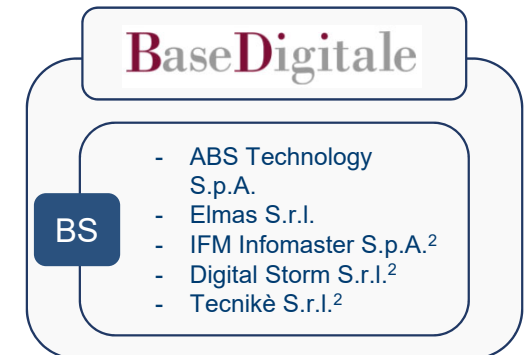 BaseDigitale
- ABS Technology
S.p.A.
- Elmas S.r.l.
BS
- IFM Infomaster S.p.A.²
- Digital Storm S.r.l.²
- Tecnikè S.r.l.²